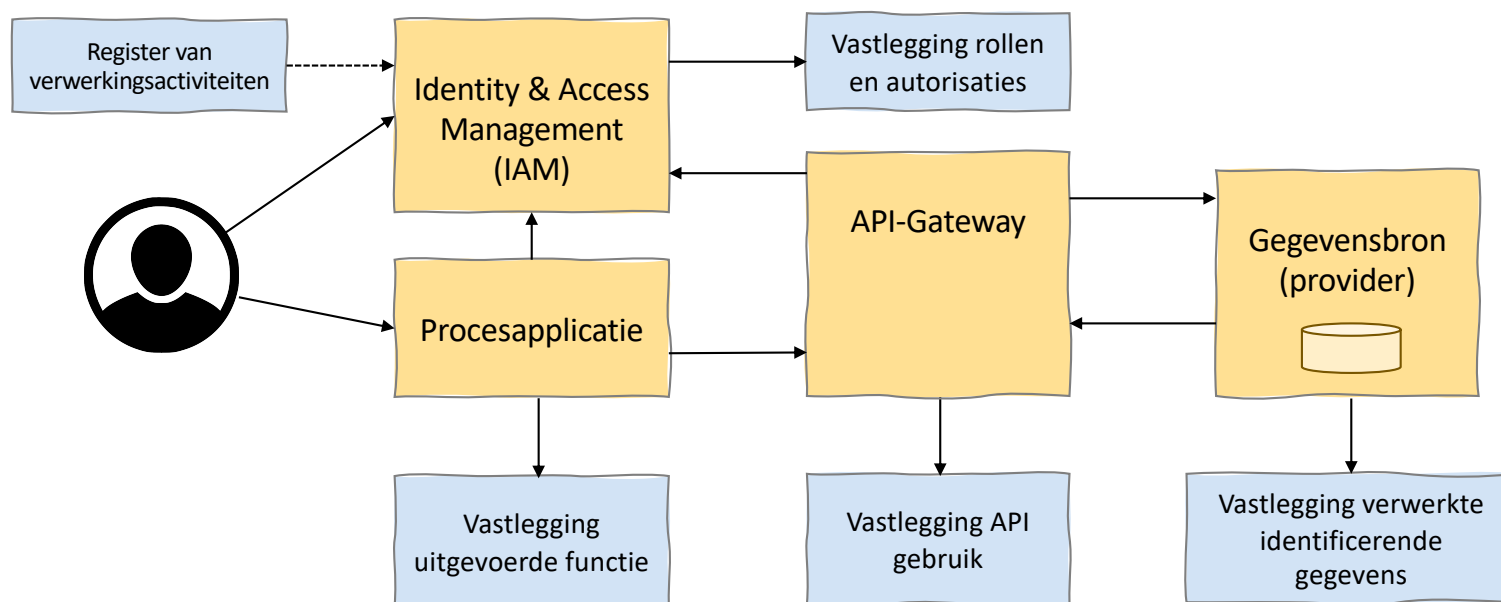 Register van
verwerkingsactiviteiten
Identity & Access
Management
(IAM)
Vastlegging rollen
en autorisaties
API-Gateway
Gegevensbron
(provider)
Procesapplicatie
Vastlegging
uitgevoerde functie
Vastlegging API
gebruik
Vastlegging verwerkte
identificerende
gegevens